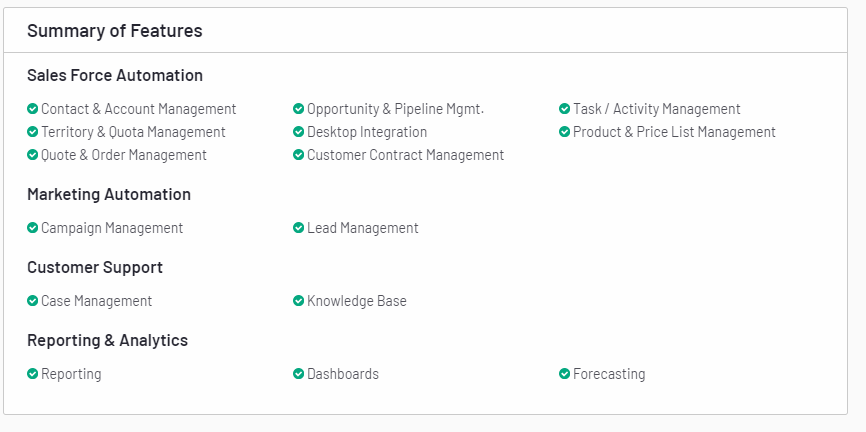 Summary of Features
Sales Force Automation
Contact & Account Management
Opportunity & Pipeline Mgmt.
Task / Activity Management
Territory & Quota Management
Desktop Integration
Product & Price List Management
Quote & Order Management
Customer Contract Management
Marketing Automation
Campaign Management
Lead Management
Customer Support
Case Management
Knowledge Base
Reporting & Analytics
Reporting
Dashboards
Forecasting